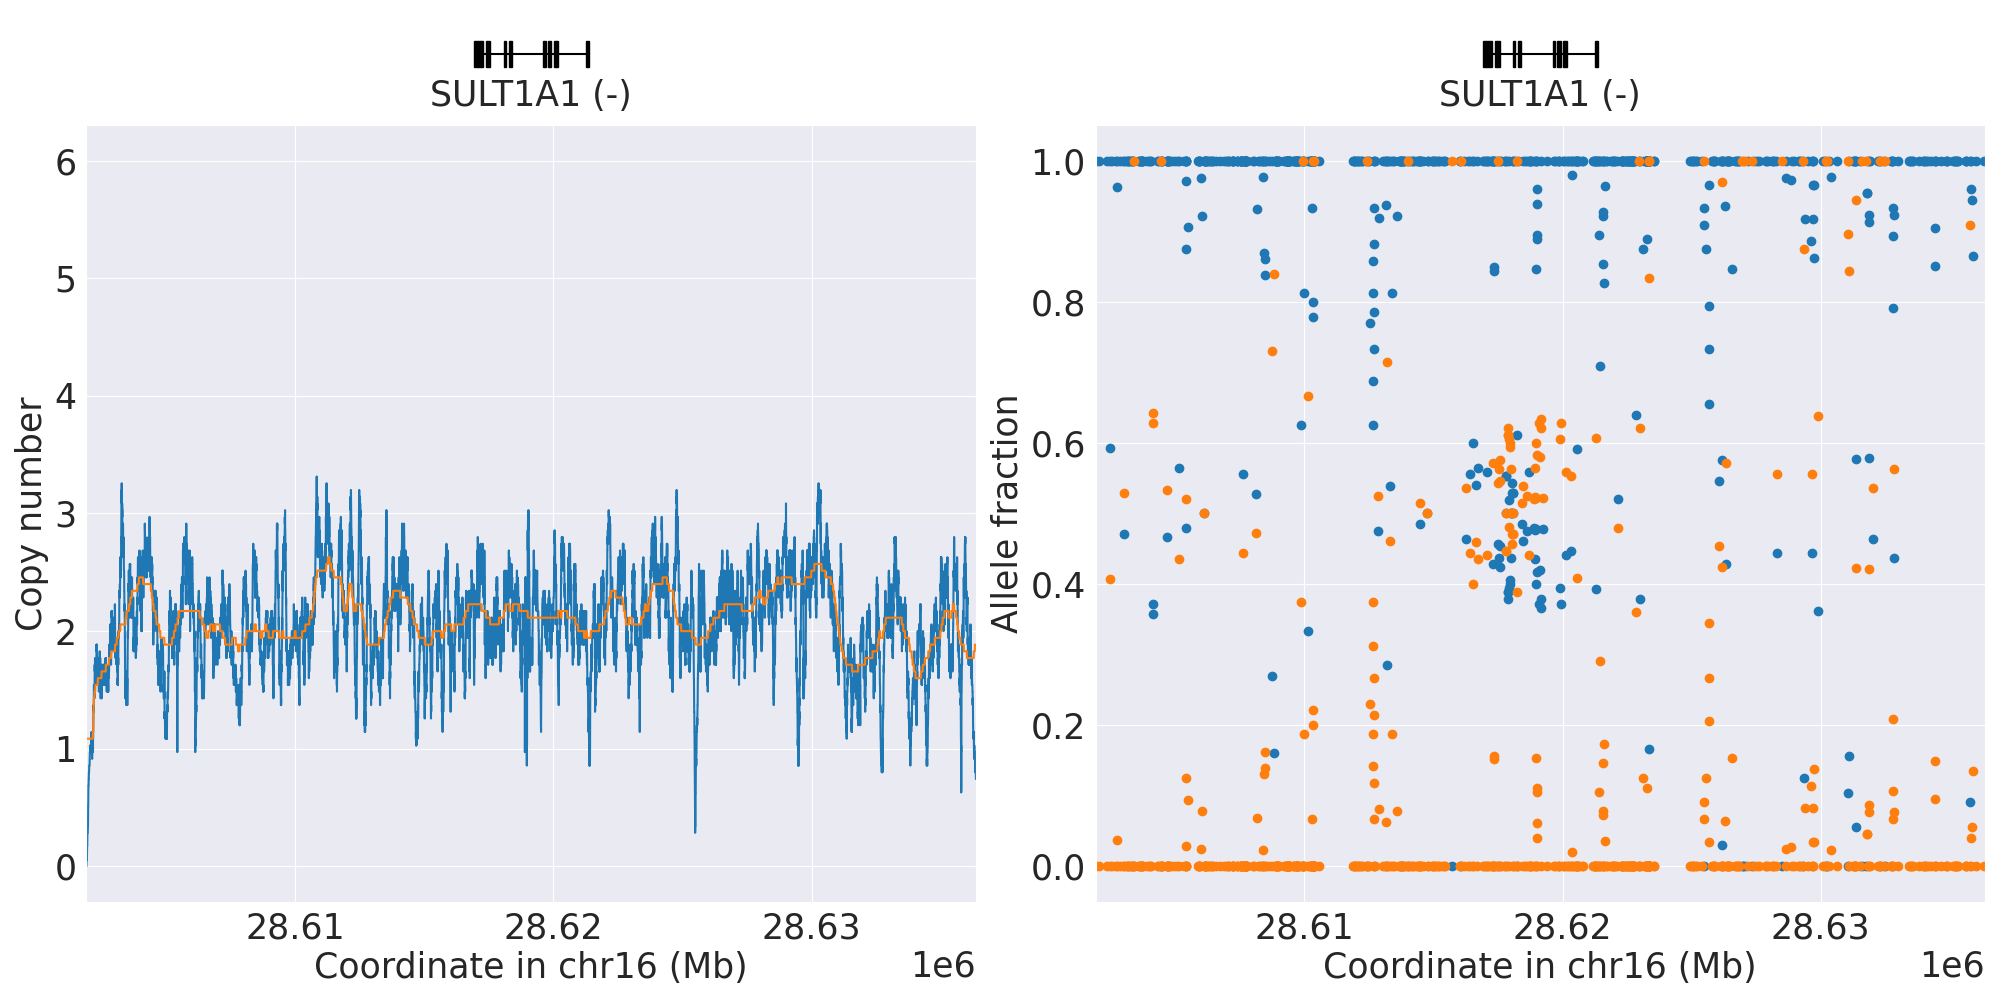 SULT1A1 (-)
6
5
4
3
2
1
0
Copy number
28.61
28.62
28.63
Coordinate in chr16 (Mb)
1e6
SULT1A1 (-)
1.0
0.8
0.6
0.4
0.2
0.0
Allele fraction
28.61
28.62
28.63
Coordinate in chr16 (Mb)
1e6